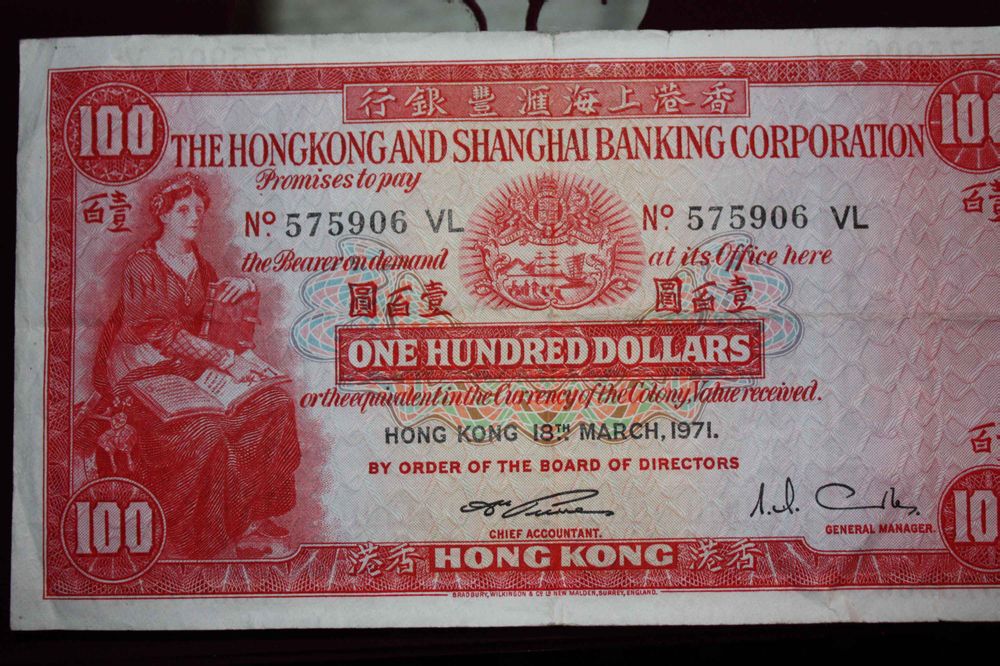 行銀豐滙海上港香
100
100
THE HONGKONG AND SHANGHAI BANKING CORPORATION
Promises to pay
百壹
百
Nº 575906 VL
Nº 575906 VL
the Bearer on demand
at its Office here
圓百壹
圓百壹
ONE HUNDRED DOLLARS
or the equivalent in the Currency of the Colony, Value received.
HONG KONG 18TH MARCH, 1971.
BY ORDER OF THE BOARD OF DIRECTORS
百
CHIEF ACCOUNTANT.
GENERAL MANAGER.
100
10
港香
HONG KONG
港香
BRADBURY, WILKINSON & Cº Lᴰ NEW MALDEN, SURREY, ENGLAND.